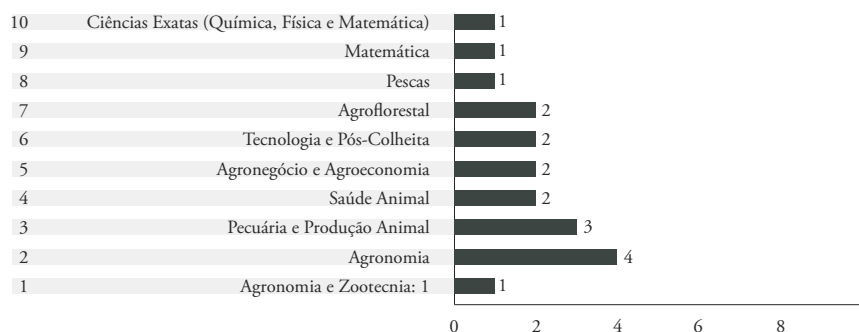 10 Ciências Exatas (Química, Física e Matemática) 1
9 Matemática 1
8 Pescas 1
7 Agroflorestal 2
6 Tecnologia e Pós-Colheita 2
5 Agronegócio e Agroeconomia 2
4 Saúde Animal 2
3 Pecuária e Produção Animal 3
2 Agronomia 4
1 Agronomia e Zootecnia: 1 1
0 2 4 6 8